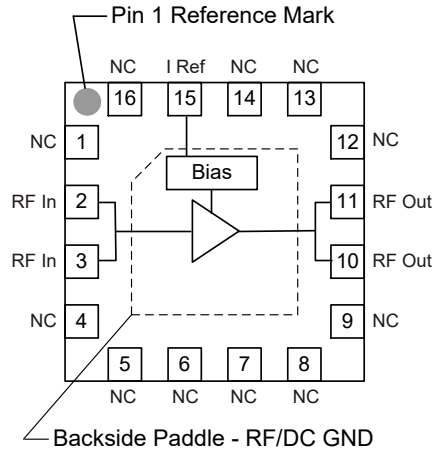 Pin 1 Reference Mark
NC I Ref NC NC
16 15 14 13
NC 1 12 NC
Bias
RF In 2 11 RF Out
RF In 3 10 RF Out
NC 4 9 NC
5 6 7 8
NC NC NC NC
Backside Paddle - RF/DC GND